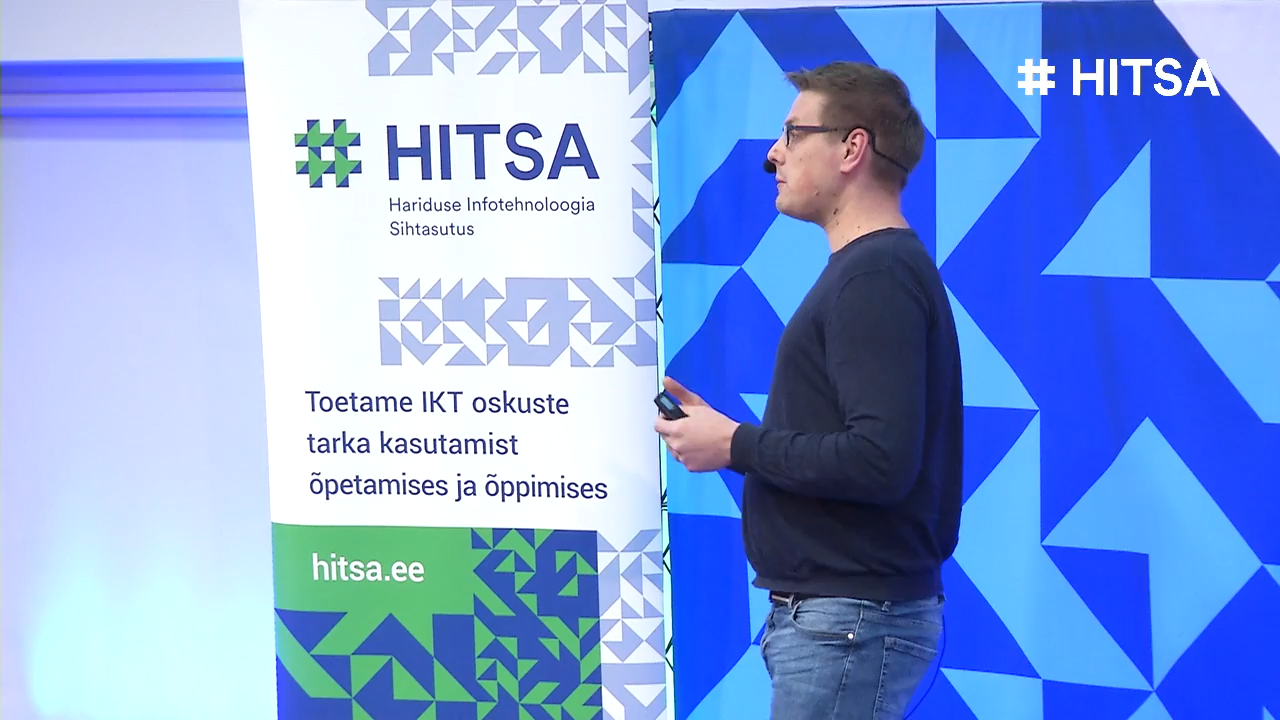 # HITSA
Hariduse Infotehnoloogia
Sihtasutus
Toetame IKT oskuste
tarka kasutamist
õpetamises ja õppimises
hitsa.ee
# HITSA